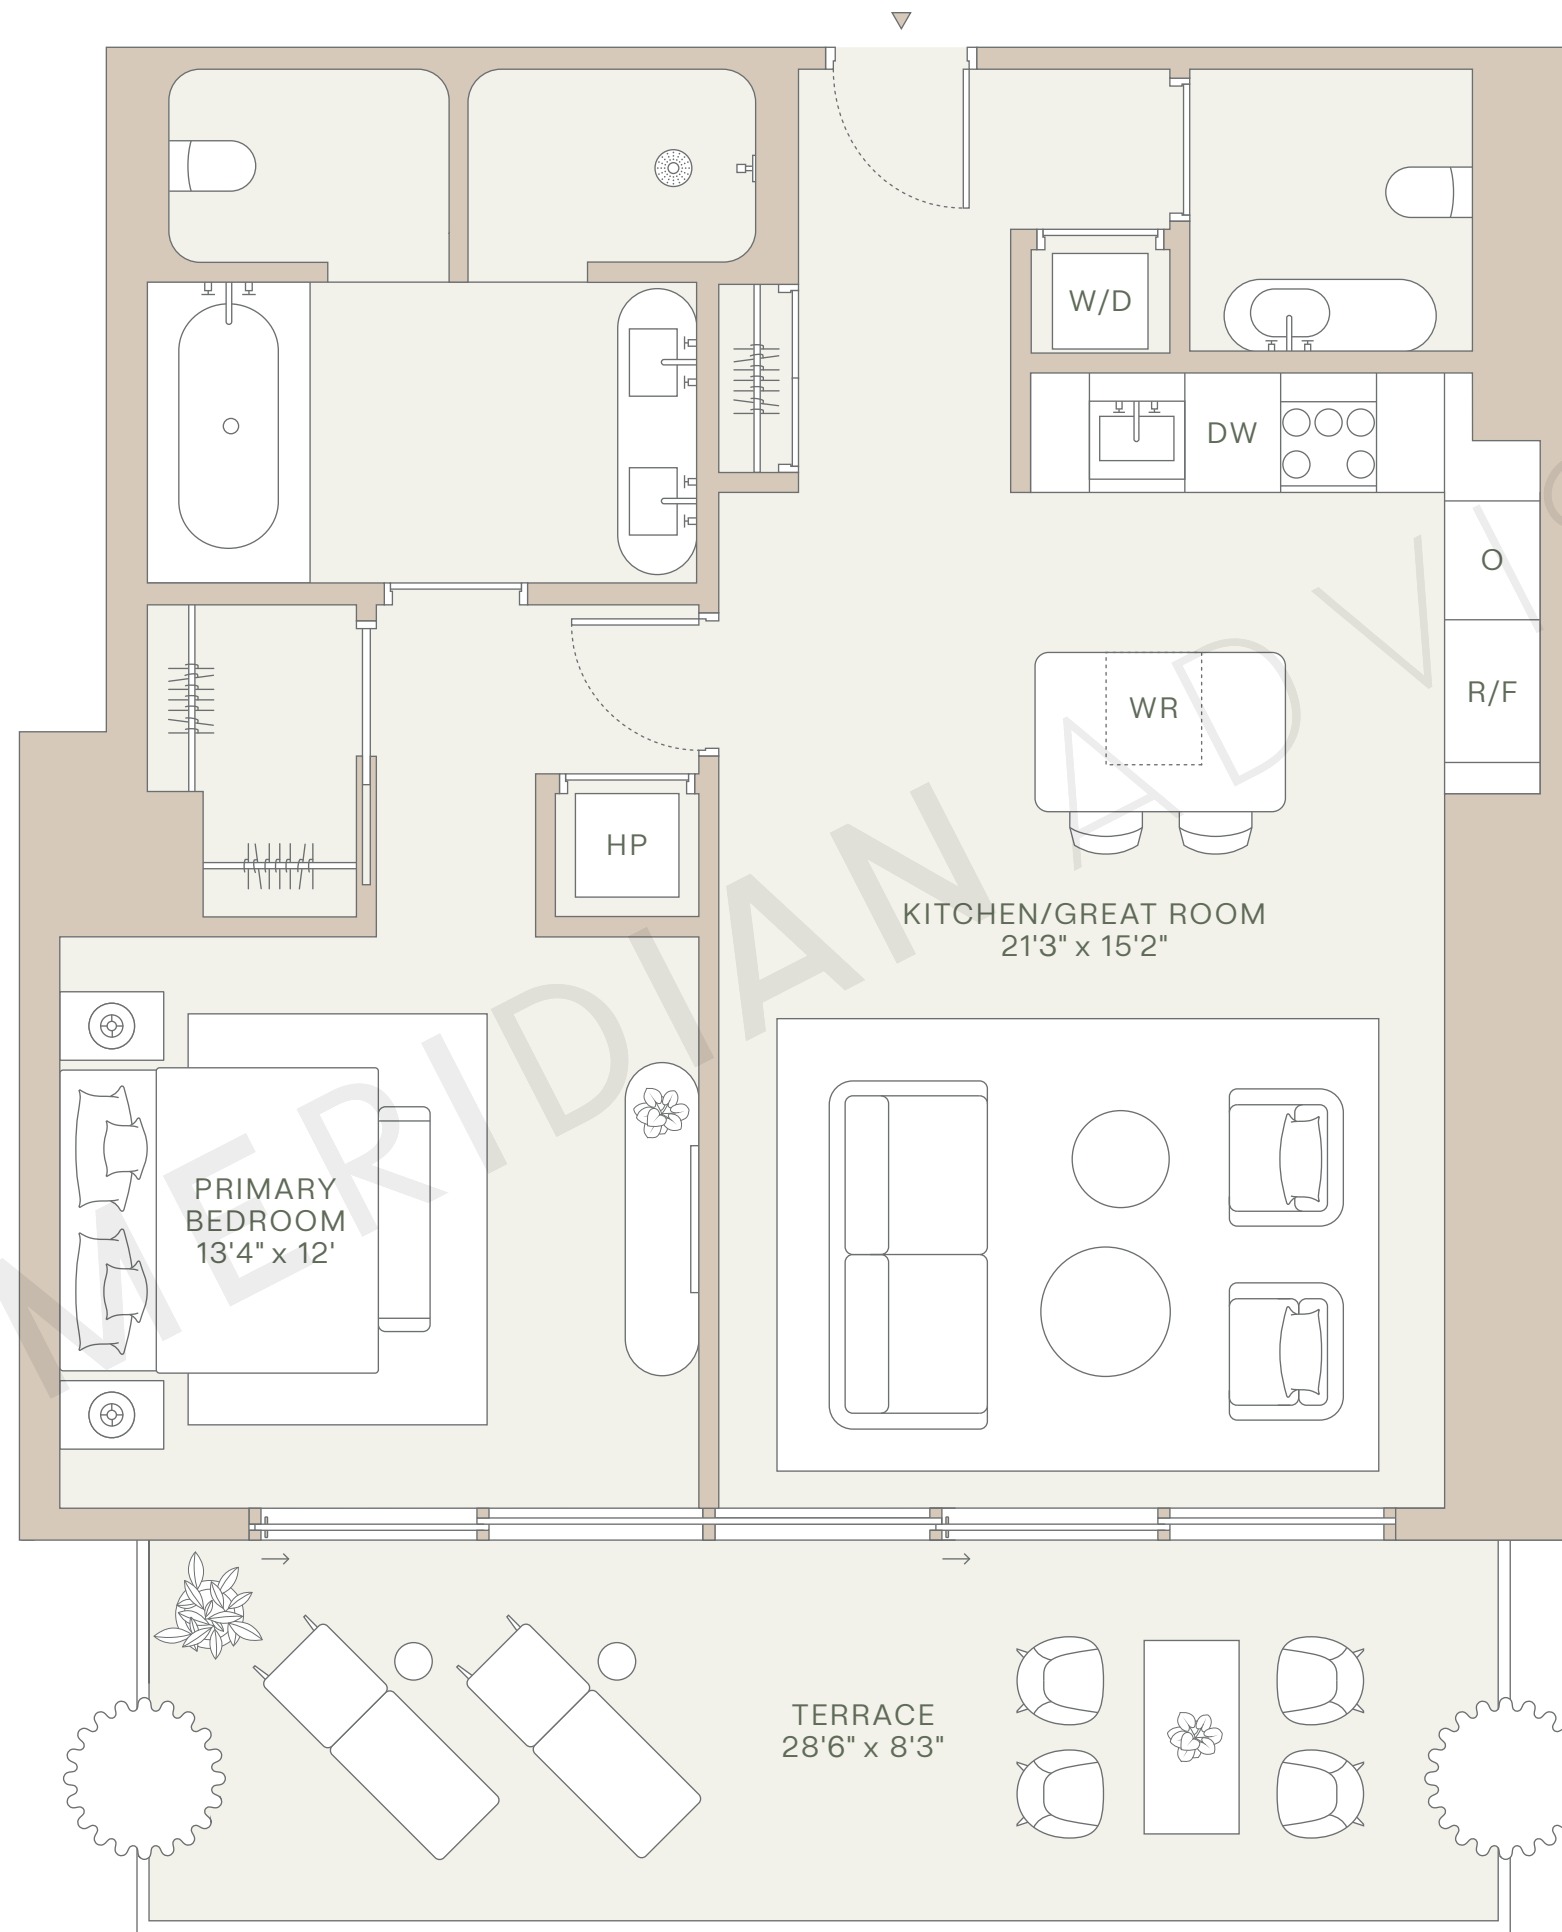 W/D
DW
O
WR
R/F
HP
KITCHEN/GREAT ROOM
21'3" x 15'2"
PRIMARY
BEDROOM
13'4" x 12'
TERRACE
28'6" x 8'3"
MERIDIAN